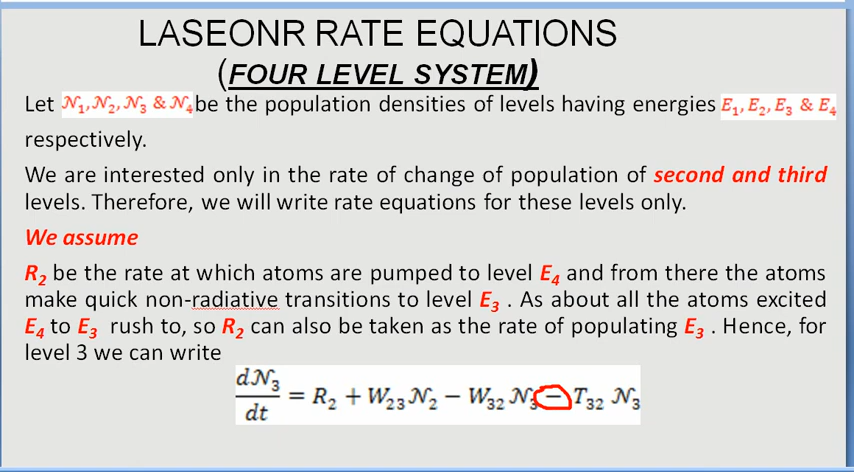 LASEONR RATE EQUATIONS
(FOUR LEVEL SYSTEM)
Let 𝒩₁, 𝒩₂, 𝒩₃ & 𝒩₄ be the population densities of levels having energies E₁, E₂, E₃ & E₄
respectively.
We are interested only in the rate of change of population of second and third
levels. Therefore, we will write rate equations for these levels only.
We assume
R₂ be the rate at which atoms are pumped to level E₄ and from there the atoms
make quick non-radiative transitions to level E₃ . As about all the atoms excited
E₄ to E₃ rush to, so R₂ can also be taken as the rate of populating E₃ . Hence, for
level 3 we can write
d𝒩₃/dt = R₂ + W₂₃ 𝒩₂ − W₃₂ 𝒩₃ − T₃₂ 𝒩₃